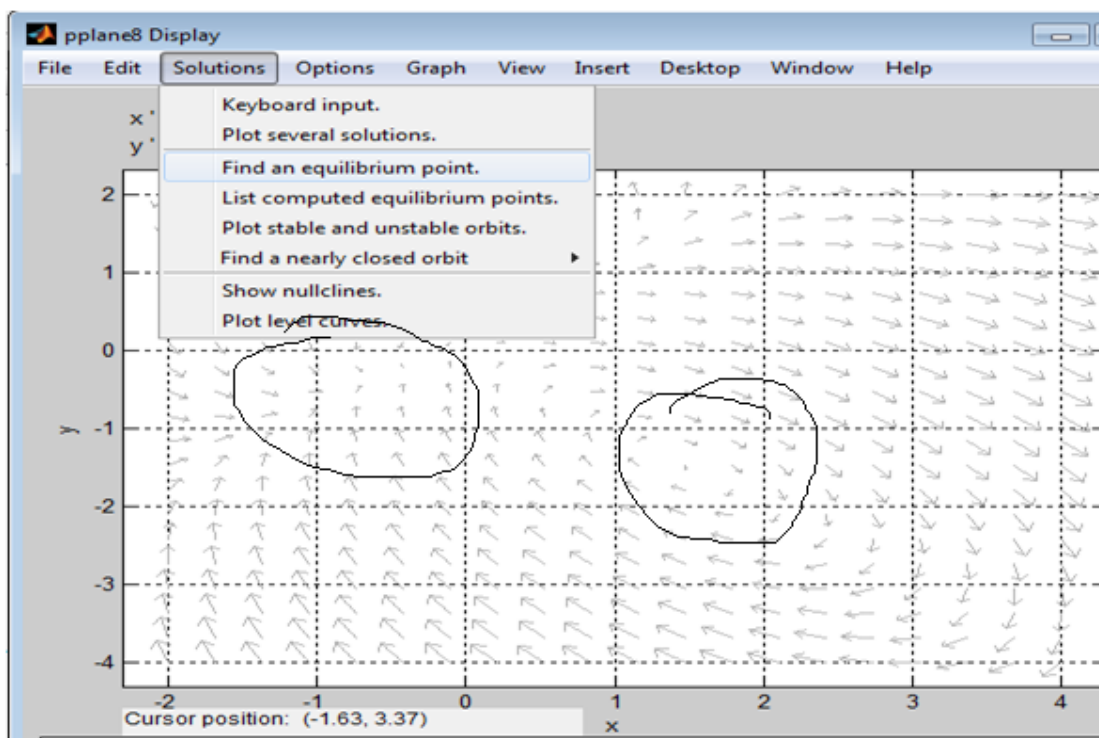 pplane8 Display
File Edit Solutions Options Graph View Insert Desktop Window Help
Keyboard input.
Plot several solutions.
Find an equilibrium point.
List computed equilibrium points.
Plot stable and unstable orbits.
Find a nearly closed orbit
Show nullclines.
Plot level curves.
x '
y '
2
1
0
-1
-2
-3
-4
y
-2 -1 0 1 2 3 4
Cursor position: (-1.63, 3.37)
x